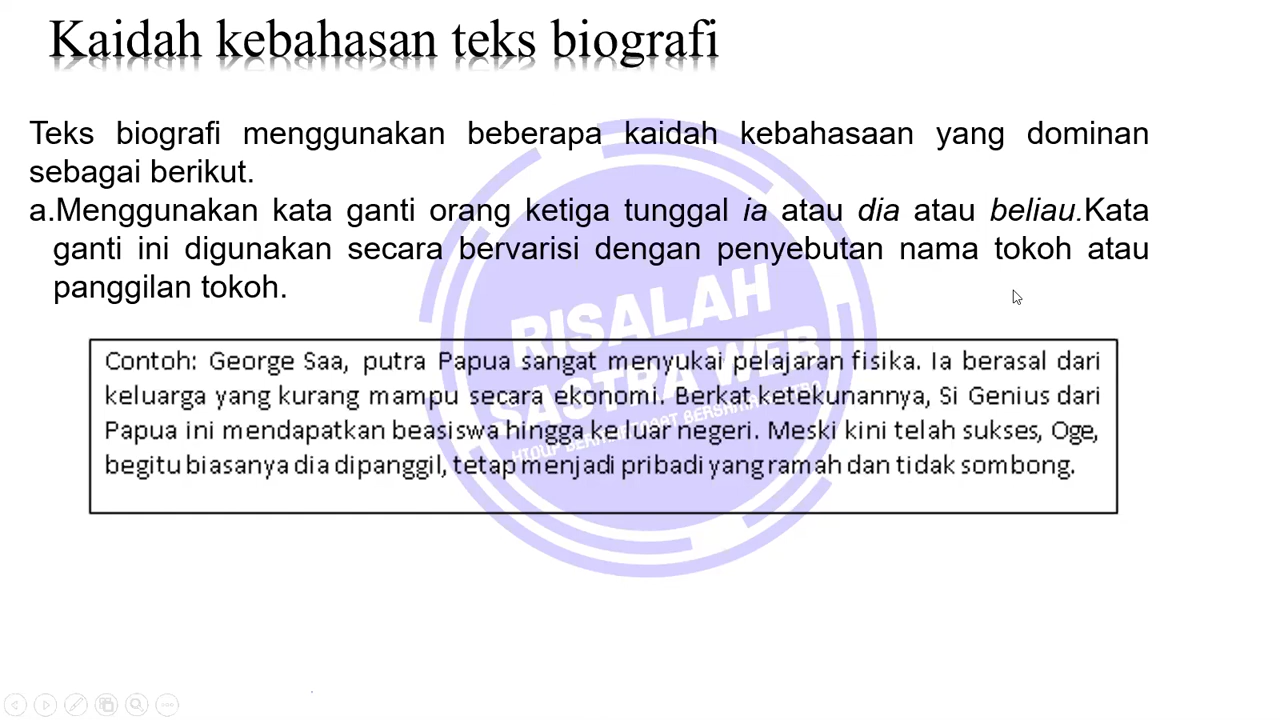 Kaidah kebahasan teks biografi
Teks biografi menggunakan beberapa kaidah kebahasaan yang dominan
sebagai berikut.
a.Menggunakan kata ganti orang ketiga tunggal ia atau dia atau beliau.Kata
ganti ini digunakan secara bervarisi dengan penyebutan nama tokoh atau
panggilan tokoh.
RISALAH
SASTRA WEB
Contoh: George Saa, putra Papua sangat menyukai pelajaran fisika. Ia berasal dari
keluarga yang kurang mampu secara ekonomi. Berkat ketekunannya, Si Genius dari
Papua ini mendapatkan beasiswa hingga ke luar negeri. Meski kini telah sukses, Oge,
begitu biasanya dia dipanggil, tetap menjadi pribadi yang ramah dan tidak sombong.